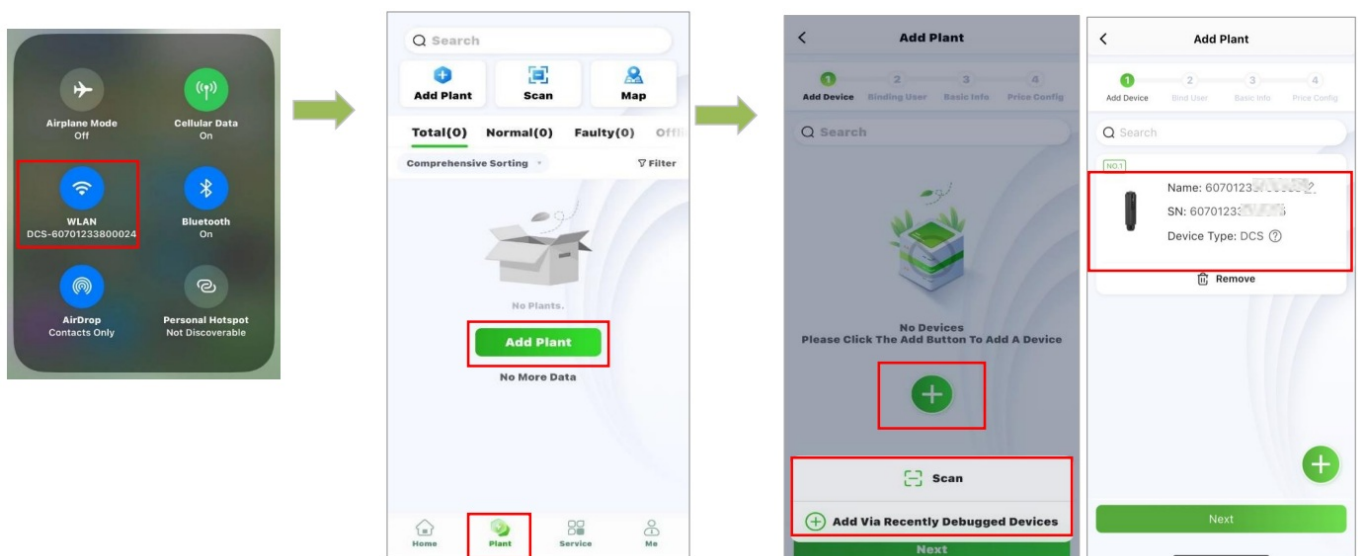 Airplane Mode
Off
Cellular Data
On
WLAN
DCS-60701233800024
Bluetooth
On
AirDrop
Contacts Only
Personal Hotspot
Not Discoverable
Search
Add Plant
Scan
Map
Total(0) Normal(0) Faulty(0)
Comprehensive Sorting
Filter
No Plants.
Add Plant
No More Data
Home
Plant
Service
Me
Add Plant
1 2 3 4
Add Device Binding User Basic Info Price Config
Search
No Devices
Please Click The Add Button To Add A Device
Scan
Add Via Recently Debugged Devices
Next
Add Plant
1 2 3 4
Add Device Bind User Basic Info Price Config
Search
NO.1
Name: 6070123
SN: 6070123
Device Type: DCS
Remove
Next